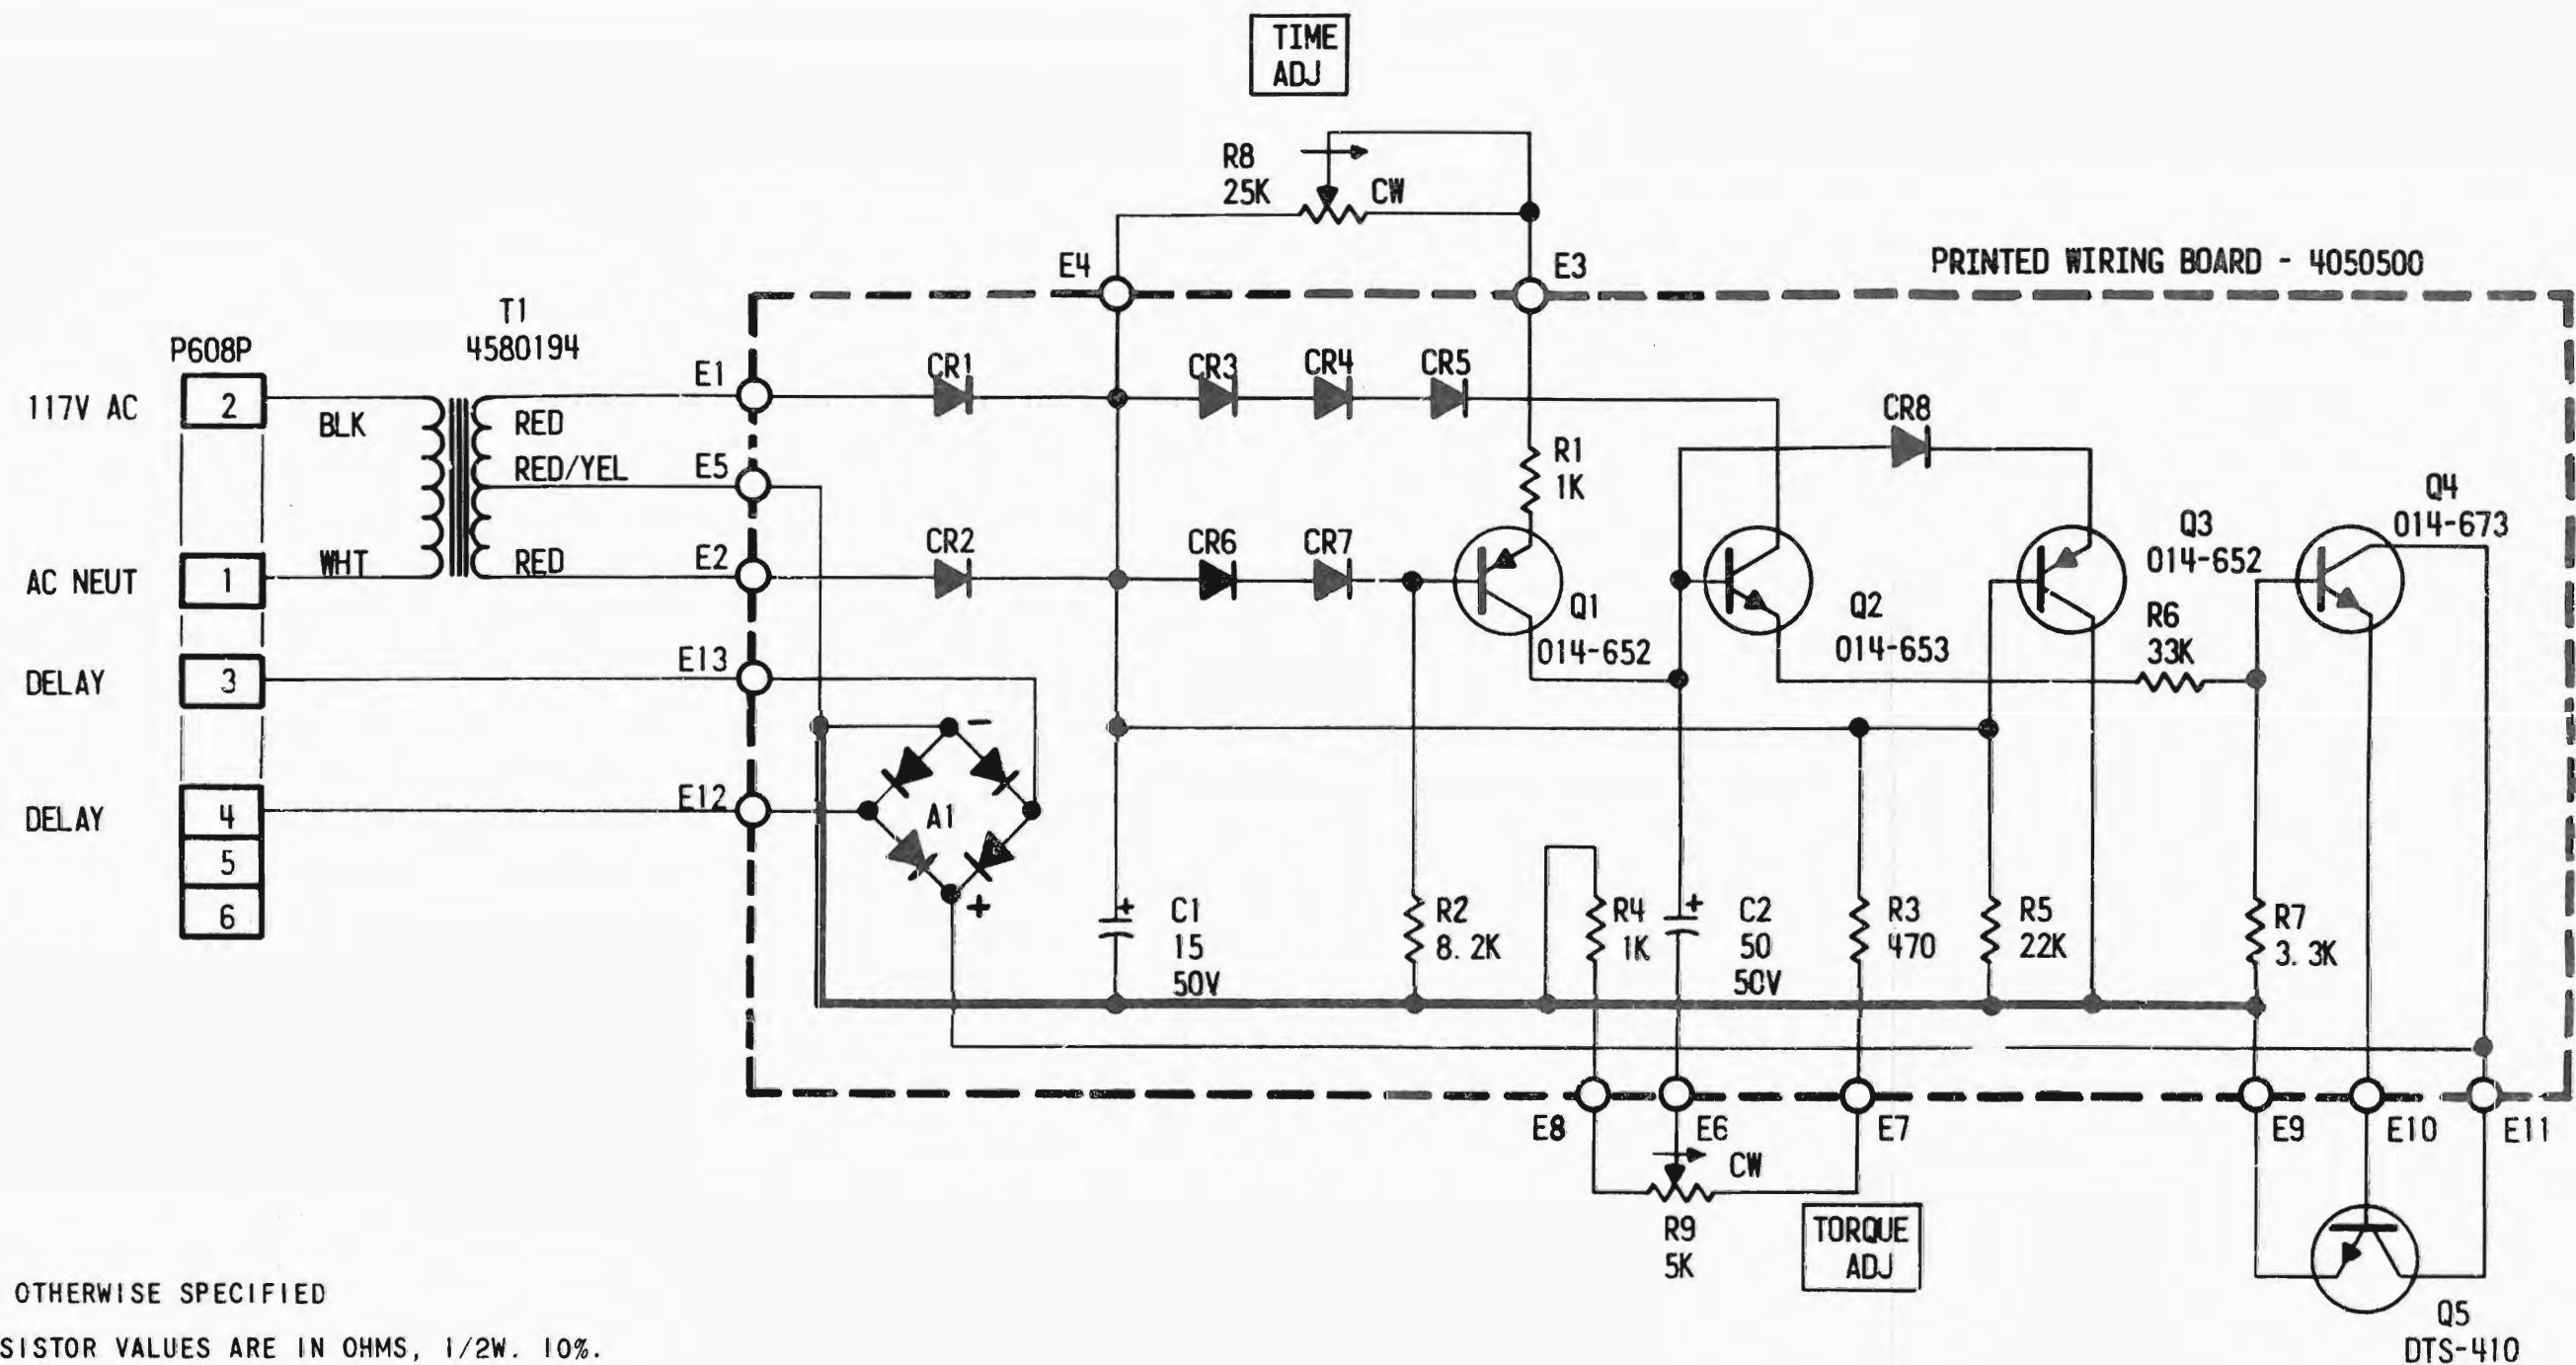 TIME
ADJ
R8
25K
CW
E4
E3
PRINTED WIRING BOARD - 4050500
T1
4580194
P608P
117V AC
2
BLK
RED
E1
CR1
CR3
CR4
CR5
R1
1K
CR8
RED/YEL
E5
Q4
014-673
AC NEUT
1
WHT
RED
E2
CR2
CR6
CR7
Q1
014-652
Q2
014-653
Q3
014-652
R6
33K
DELAY
3
E13
-
DELAY
4
E12
A1
5
6
+
+
C1
15
50V
R2
8.2K
R4
1K
+
C2
50
50V
R3
470
R5
22K
R7
3.3K
E8
E6
E7
E9
E10
E11
CW
R9
5K
TORQUE
ADJ
Q5
DTS-410
OTHERWISE SPECIFIED
SISTOR VALUES ARE IN OHMS, 1/2W. 10%.